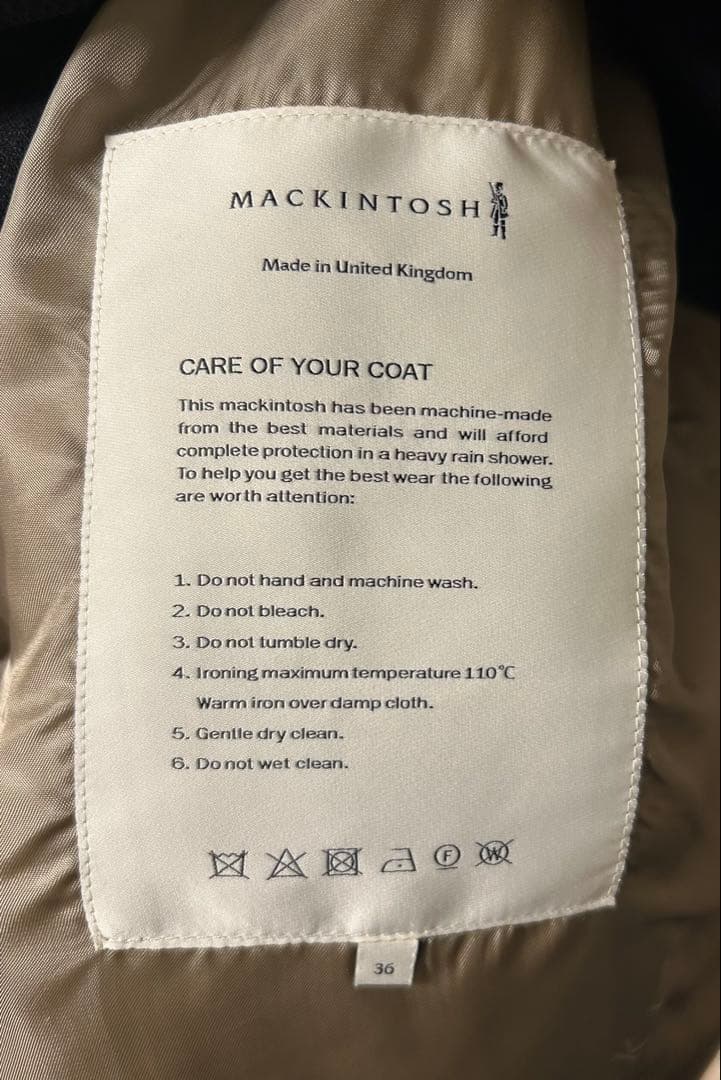 MACKINTOSH
Made in United Kingdom
CARE OF YOUR COAT
This mackintosh has been machine-made
from the best materials and will afford
complete protection in a heavy rain shower.
To help you get the best wear the following
are worth attention:
1. Do not hand and machine wash.
2. Do not bleach.
3. Do not tumble dry.
4. Ironing maximum temperature 110℃
Warm iron over damp cloth.
5. Gentle dry clean.
6. Do not wet clean.
F W
36